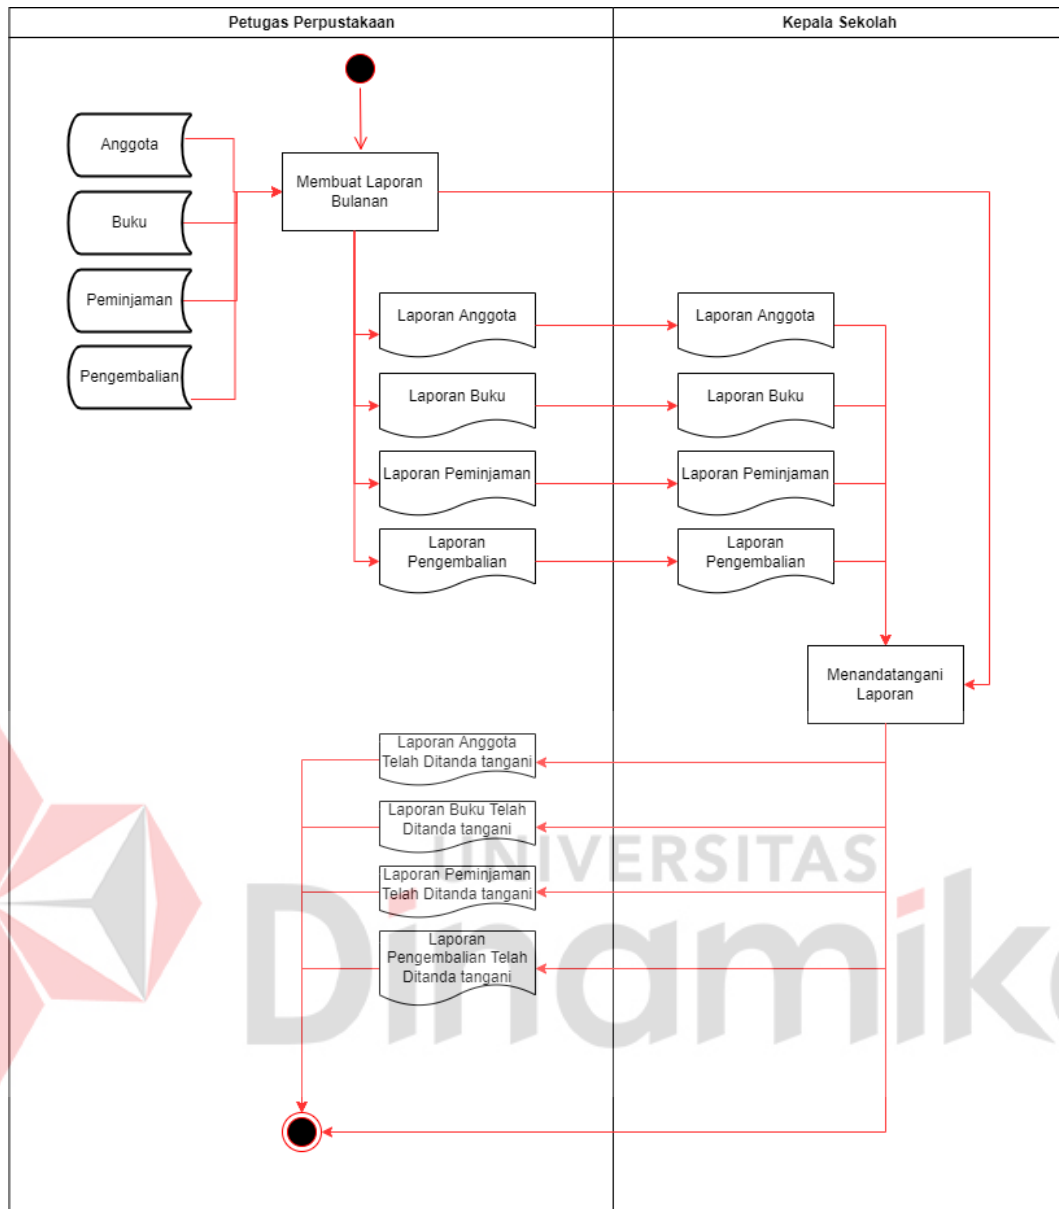 Petugas Perpustakaan
Kepala Sekolah
Anggota
Membuat Laporan
Bulanan
Buku
Peminjaman
Pengembalian
Laporan Anggota
Laporan Anggota
Laporan Buku
Laporan Buku
Laporan Peminjaman
Laporan Peminjaman
Laporan
Pengembalian
Laporan
Pengembalian
Menandatangani
Laporan
Laporan Anggota
Telah Ditanda tangani
Laporan Buku Telah
Ditanda tangani
Laporan Peminjaman
Telah Ditanda tangani
Laporan
Pengembalian Telah
Ditanda tangani
UNIVERSITAS
Dinamika